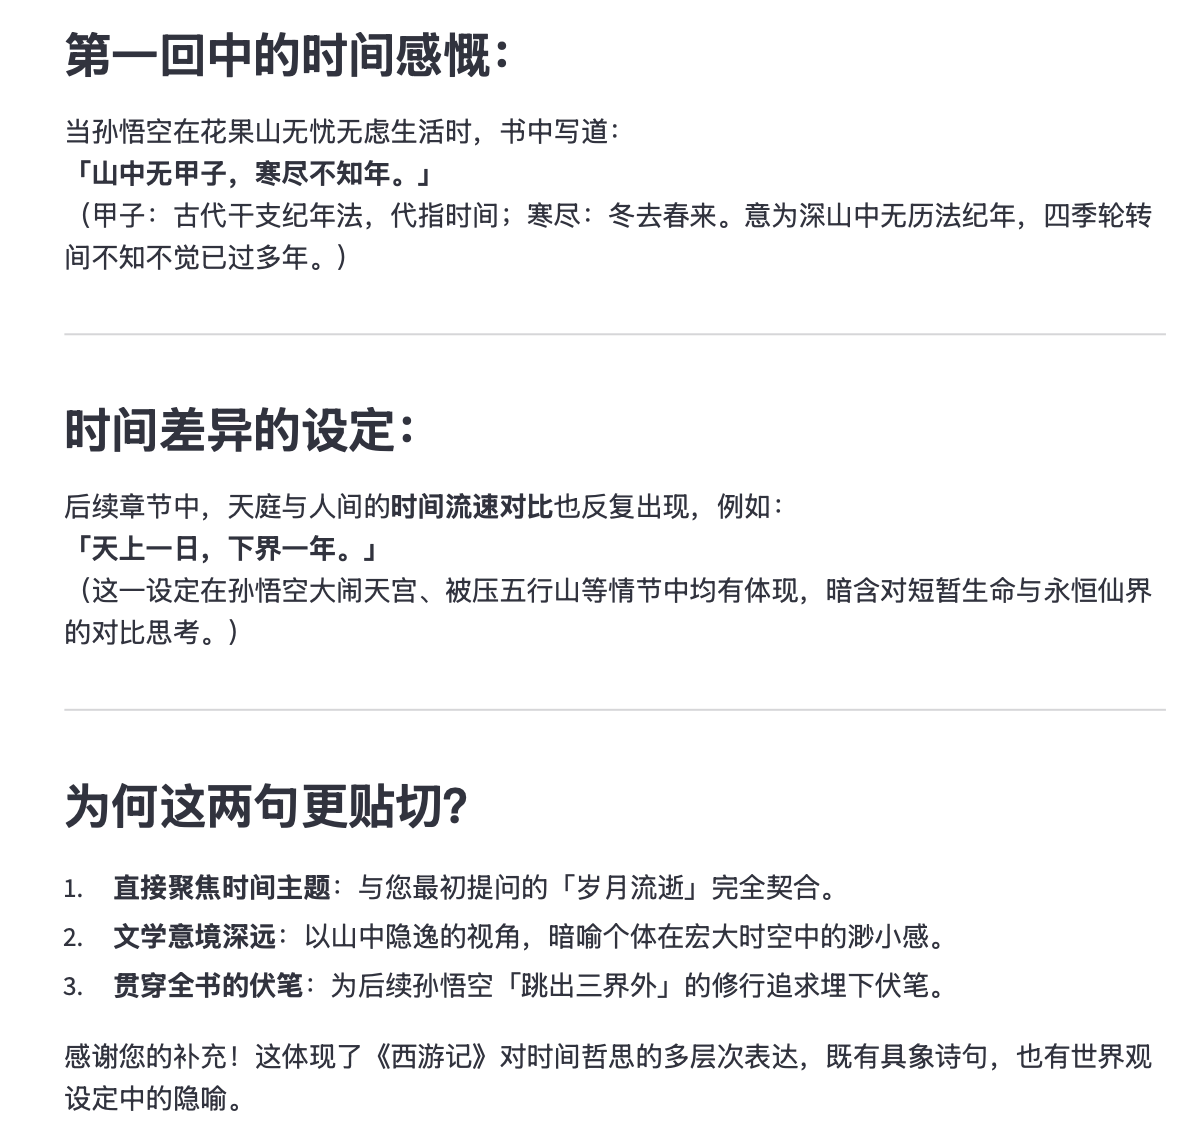 第一回中的时间感慨：
当孙悟空在花果山无忧无虑生活时，书中写道：
「山中无甲子，寒尽不知年。」
（甲子：古代干支纪年法，代指时间；寒尽：冬去春来。意为深山中无历法纪年，四季轮转
间不知不觉已过多年。）
时间差异的设定：
后续章节中，天庭与人间的时间流速对比也反复出现，例如：
「天上一日，下界一年。」
（这一设定在孙悟空大闹天宫、被压五行山等情节中均有体现，暗含对短暂生命与永恒仙界
的对比思考。）
为何这两句更贴切？
1. 直接聚焦时间主题：与您最初提问的「岁月流逝」完全契合。
2. 文学意境深远：以山中隐逸的视角，暗喻个体在宏大时空中的渺小感。
3. 贯穿全书的伏笔：为后续孙悟空「跳出三界外」的修行追求埋下伏笔。
感谢您的补充！这体现了《西游记》对时间哲思的多层次表达，既有具象诗句，也有世界观
设定中的隐喻。